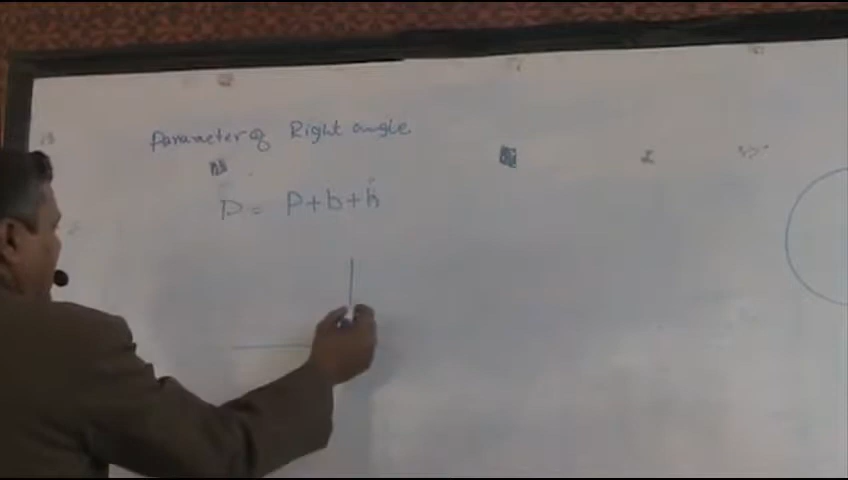 Parameter of Right angle
P = P+b+h